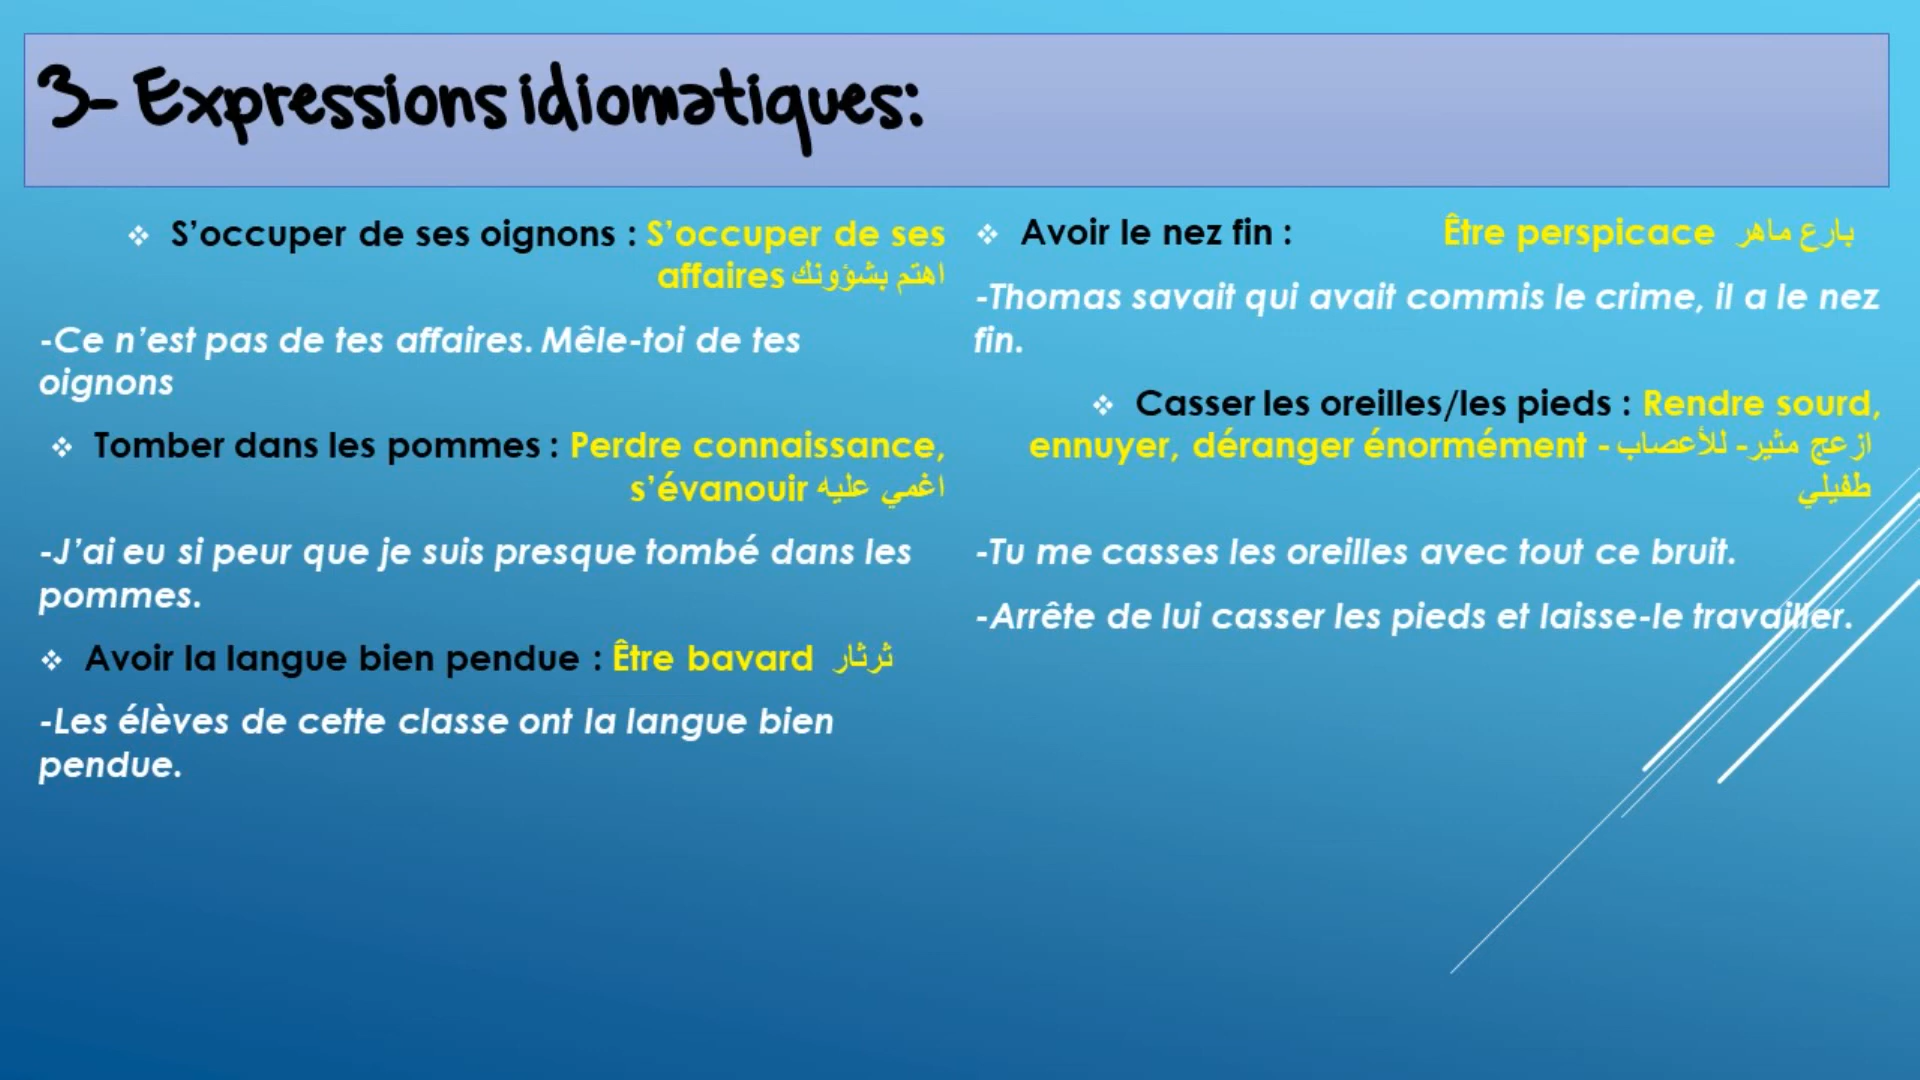 3- Expressions idiomatiques:
❖ S'occuper de ses oignons : S'occuper de ses
affaires اهتم بشؤونك
-Ce n'est pas de tes affaires. Mêle-toi de tes
oignons
❖ Tomber dans les pommes : Perdre connaissance,
s'évanouir اغمي عليه
-J'ai eu si peur que je suis presque tombé dans les
pommes.
❖ Avoir la langue bien pendue : Être bavard ثرثار
-Les élèves de cette classe ont la langue bien
pendue.
❖ Avoir le nez fin : Être perspicace بارع ماهر
-Thomas savait qui avait commis le crime, il a le nez
fin.
❖ Casser les oreilles/les pieds : Rendre sourd,
ennuyer, déranger énormément - ازعج مثير- للأعصاب
طفيلي
-Tu me casses les oreilles avec tout ce bruit.
-Arrête de lui casser les pieds et laisse-le travailler.